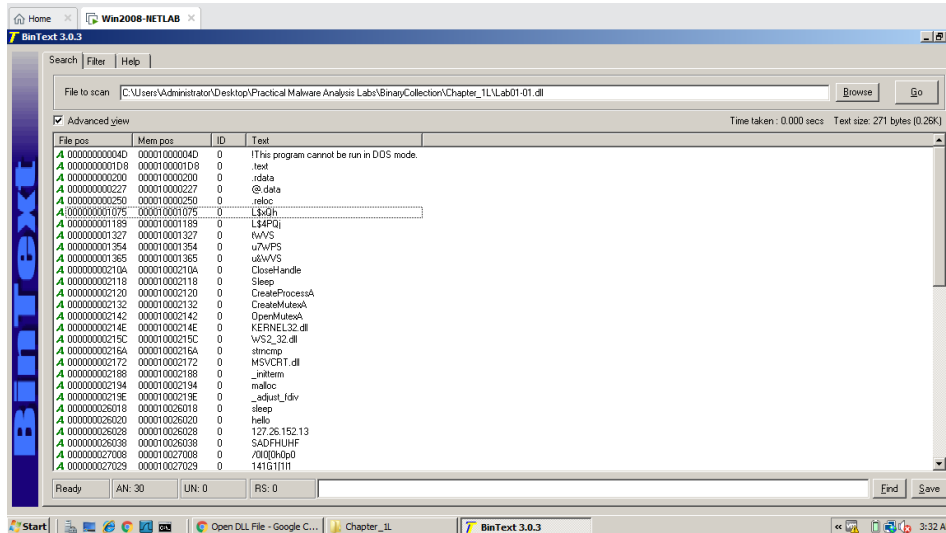 Home × Win2008-NETLAB ×
BinText 3.0.3
Search Filter Help
File to scan C:\Users\Administrator\Desktop\Practical Malware Analysis Labs\BinaryCollection\Chapter_1L\Lab01-01.dll Browse Go
Advanced view Time taken : 0.000 secs Text size: 271 bytes (0.26K)
File pos Mem pos ID Text
A 00000000004D 00001000004D 0 !This program cannot be run in DOS mode.
A 0000000001D8 0000100001D8 0 .text
A 000000000200 000010000200 0 .rdata
A 000000000227 000010000227 0 @.data
A 000000000250 000010000250 0 .reloc
A 000000001075 000010001075 0 L$xQh
A 000000001189 000010001189 0 L$4PQj
A 000000001327 000010001327 0 tWVS
A 000000001354 000010001354 0 u7WPS
A 000000001365 000010001365 0 u&WVS
A 00000000210A 00001000210A 0 CloseHandle
A 000000002118 000010002118 0 Sleep
A 000000002120 000010002120 0 CreateProcessA
A 000000002132 000010002132 0 CreateMutexA
A 000000002142 000010002142 0 OpenMutexA
A 00000000214E 00001000214E 0 KERNEL32.dll
A 00000000215C 00001000215C 0 WS2_32.dll
A 00000000216A 00001000216A 0 strncmp
A 000000002172 000010002172 0 MSVCRT.dll
A 000000002188 000010002188 0 _initterm
A 000000002194 000010002194 0 malloc
A 00000000219E 00001000219E 0 _adjust_fdiv
A 000000026018 000010026018 0 sleep
A 000000026020 000010026020 0 hello
A 000000026028 000010026028 0 127.26.152.13
A 000000026038 000010026038 0 SADFHUHF
A 000000027008 000010027008 0 /0I0[0h0p0
A 000000027029 000010027029 0 141G1[1l1
BinText
Ready AN: 30 UN: 0 RS: 0 Find Save
Start Open DLL File - Google C... Chapter_1L BinText 3.0.3 3:32 A